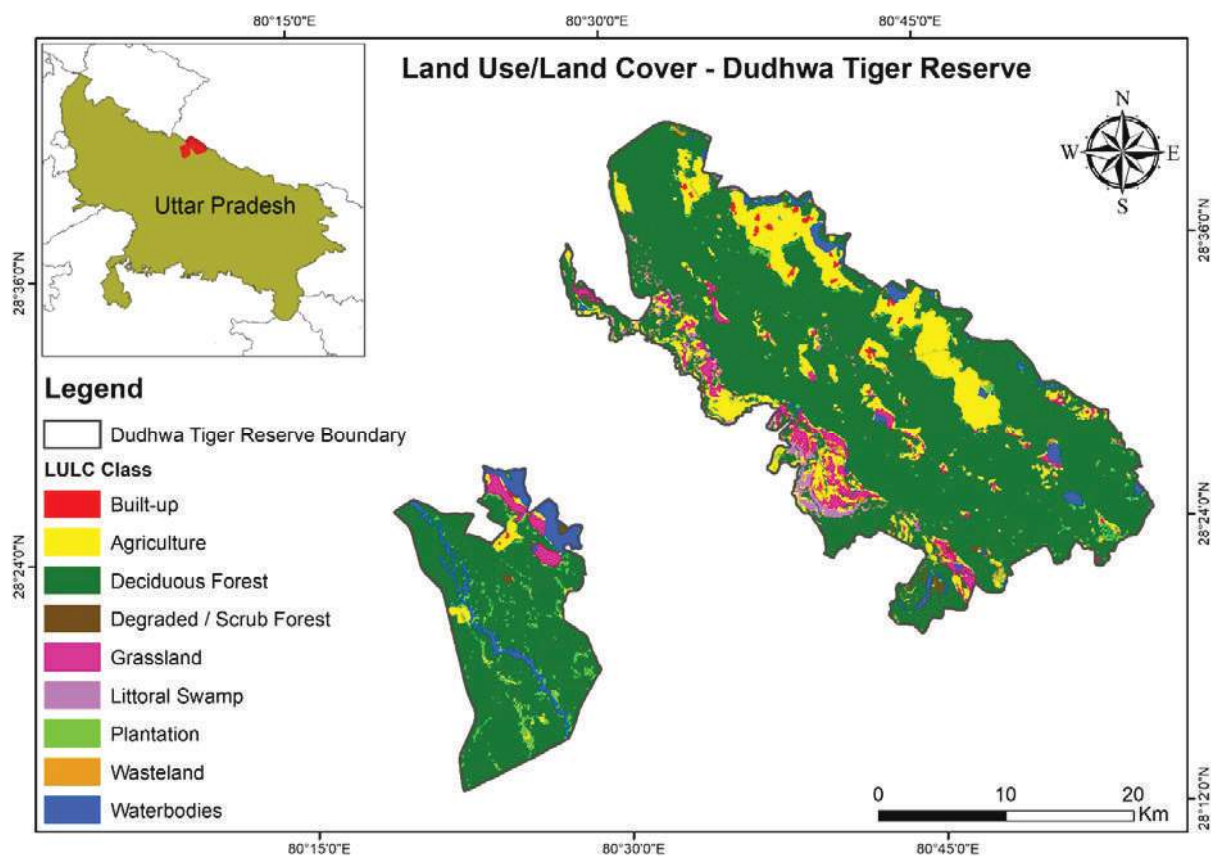 80°15'0"E
80°30'0"E
80°45'0"E
Land Use/Land Cover - Dudhwa Tiger Reserve
N
W
E
S
Uttar Pradesh
28°36'0"N
28°36'0"N
Legend
Dudhwa Tiger Reserve Boundary
LULC Class
Built-up
Agriculture
Deciduous Forest
Degraded / Scrub Forest
Grassland
Littoral Swamp
Plantation
Wasteland
Waterbodies
28°24'0"N
28°24'0"N
28°12'0"N
0 10 20
Km
80°15'0"E
80°30'0"E
80°45'0"E